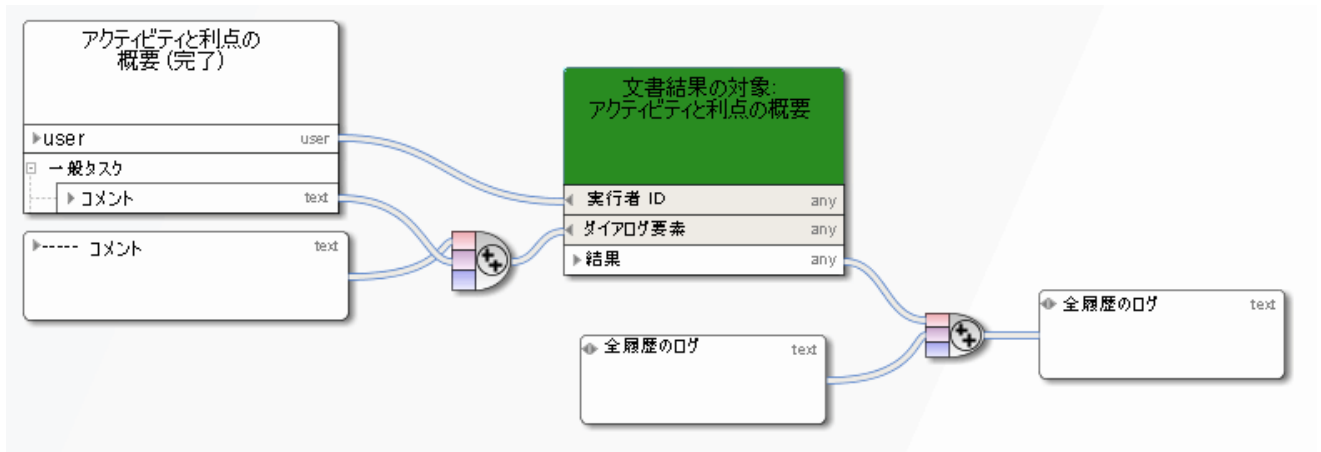 アクティビティと利点の
概要 (完了)
user user
一般タスク
コメント text
----- コメント text
文書結果の対象:
アクティビティと利点の概要
実行者 ID any
ダイアログ要素 any
結果 any
全履歴のログ text
全履歴のログ text